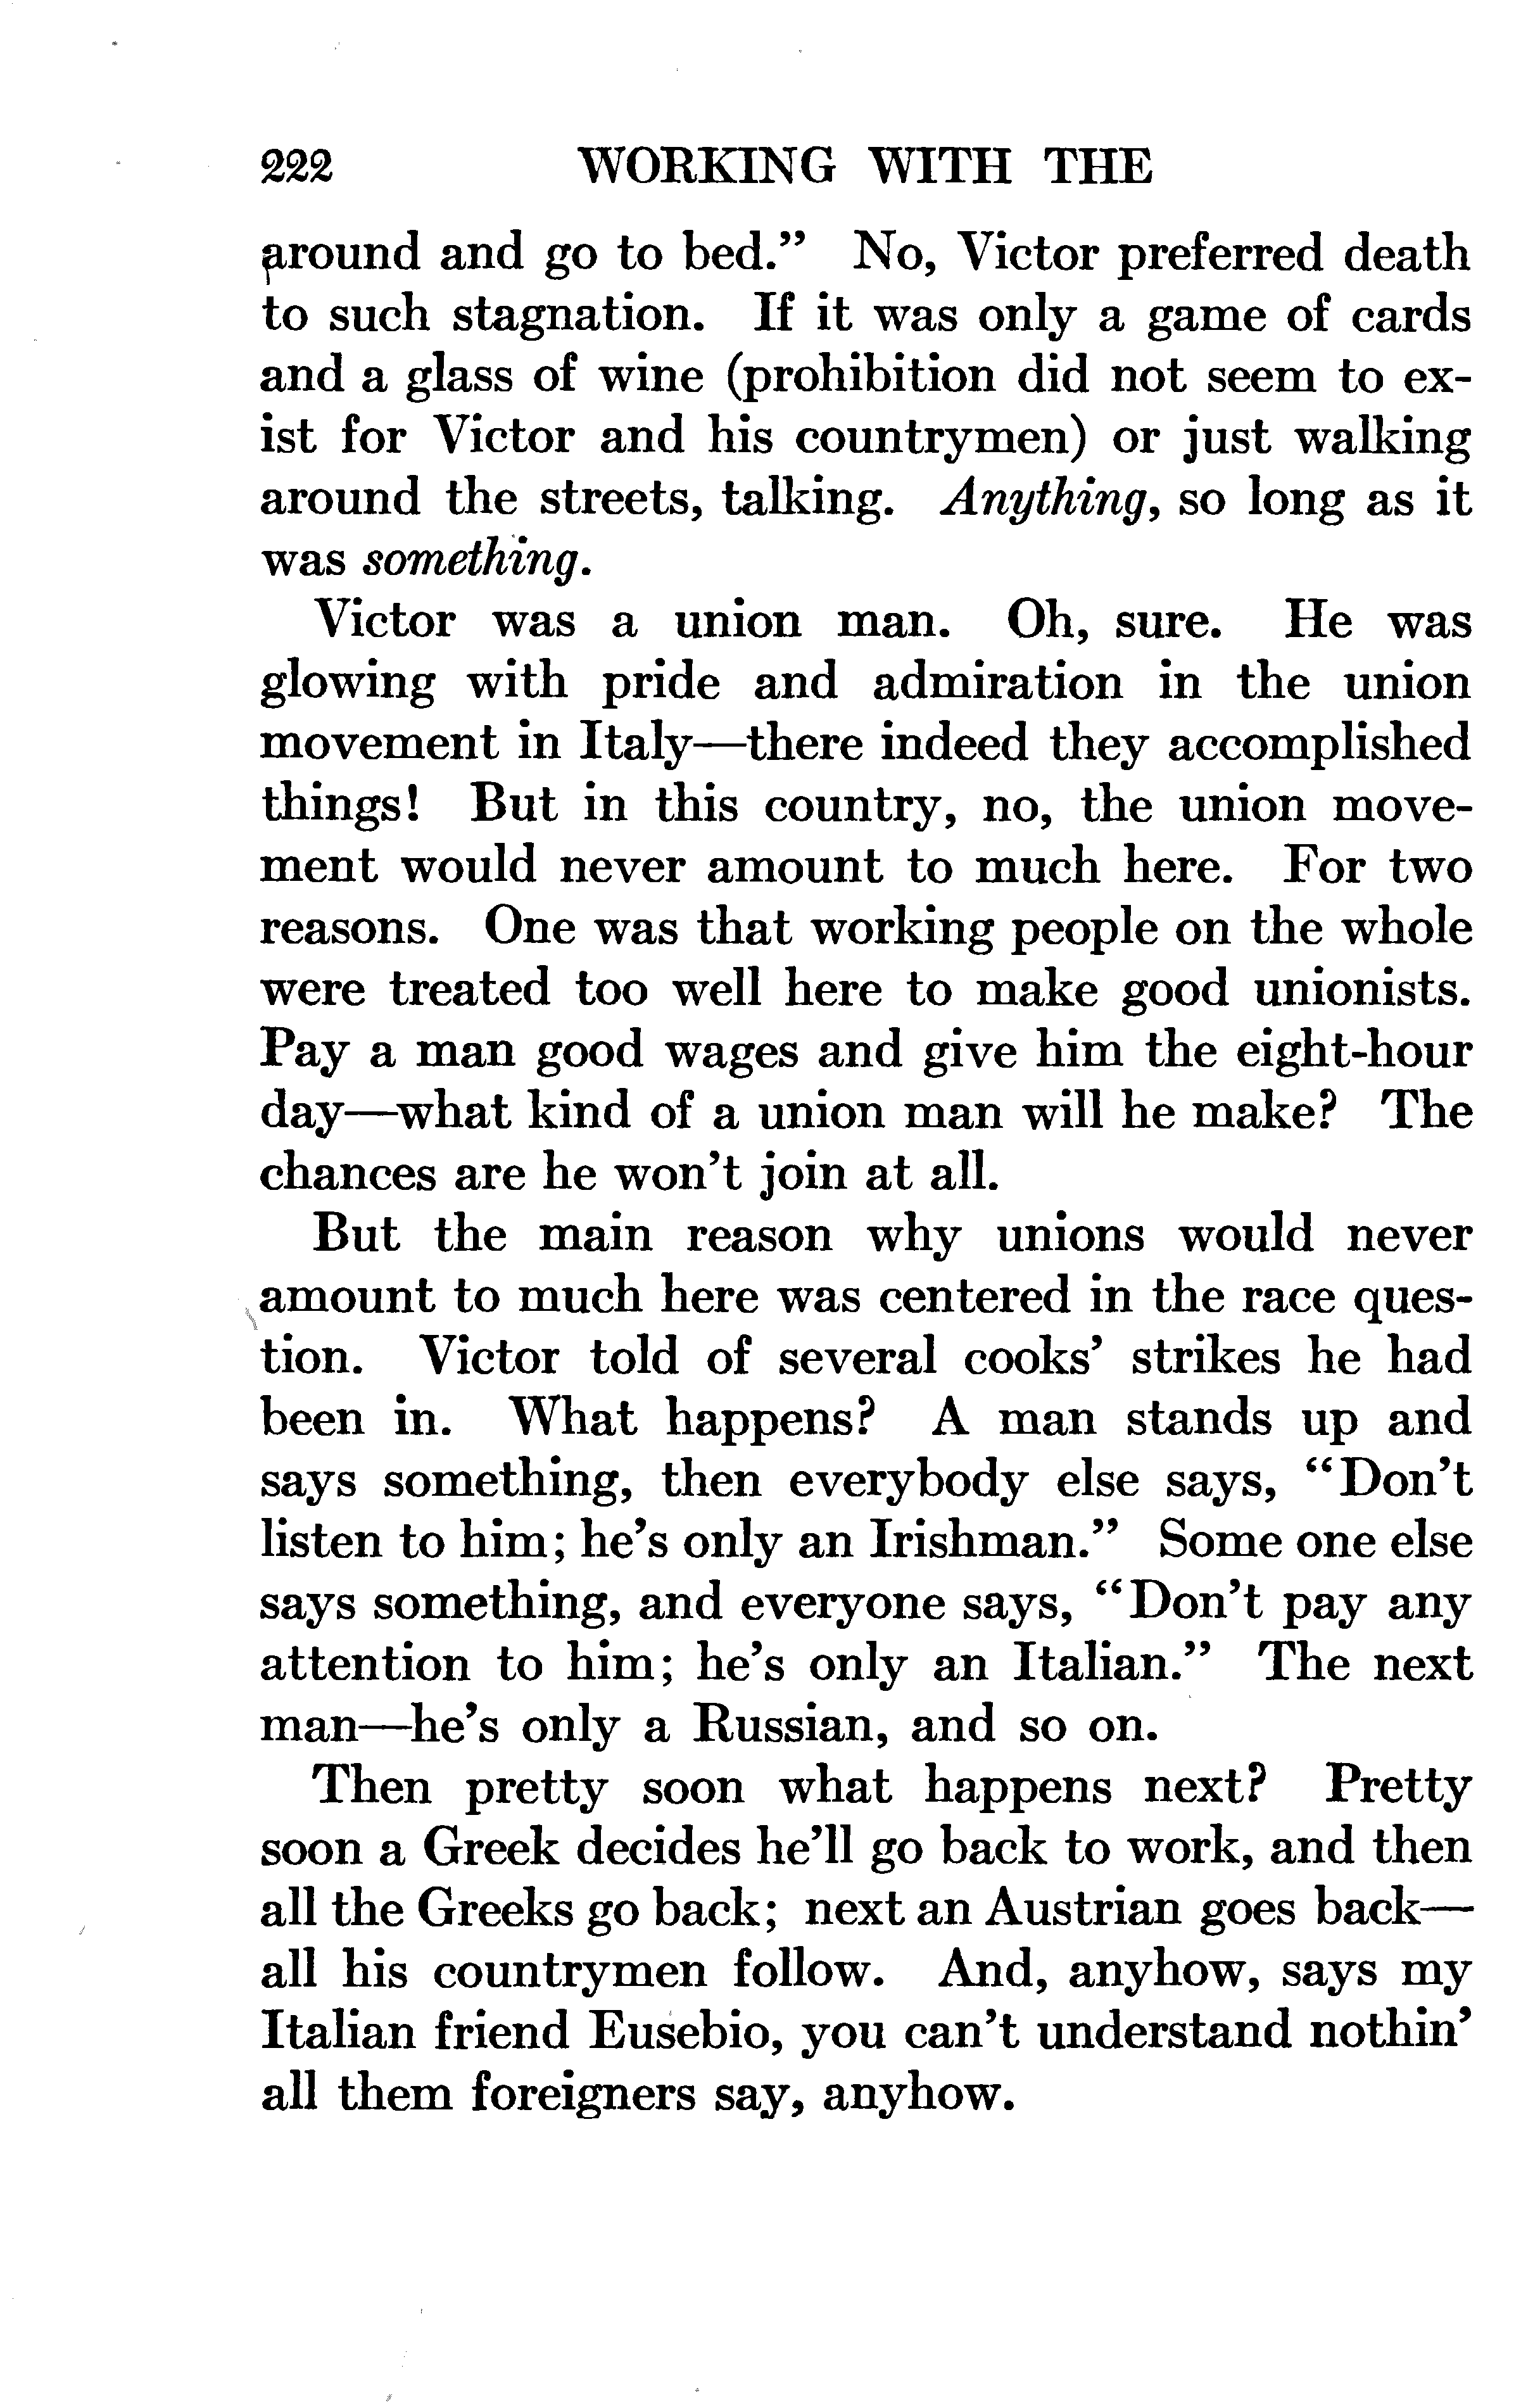 222 WORKING WITH THE
around and go to bed.” No, Victor preferred death
to such stagnation. If it was only a game of cards
and a glass of wine (prohibition did not seem to ex-
ist for Victor and his countrymen) or just walking
around the streets, talking. Anything, so long as it
was something.
Victor was a union man. Oh, sure. He was
glowing with pride and admiration in the union
movement in Italy—there indeed they accomplished
things! But in this country, no, the union move-
ment would never amount to much here. For two
reasons. One was that working people on the whole
were treated too well here to make good unionists.
Pay a man good wages and give him the eight-hour
day—what kind of a union man will he make? The
chances are he won’t join at all.
But the main reason why unions would never
amount to much here was centered in the race ques-
tion. Victor told of several cooks’ strikes he had
been in. What happens? A man stands up and
says something, then everybody else says, “Don’t
listen to him; he’s only an Irishman.” Some one else
says something, and everyone says, “Don’t pay any
attention to him; he’s only an Italian.” The next
man—he’s only a Russian, and so on.
Then pretty soon what happens next? Pretty
soon a Greek decides he’ll go back to work, and then
all the Greeks go back; next an Austrian goes back—
all his countrymen follow. And, anyhow, says my
Italian friend Eusebio, you can’t understand nothin’
all them foreigners say, anyhow.